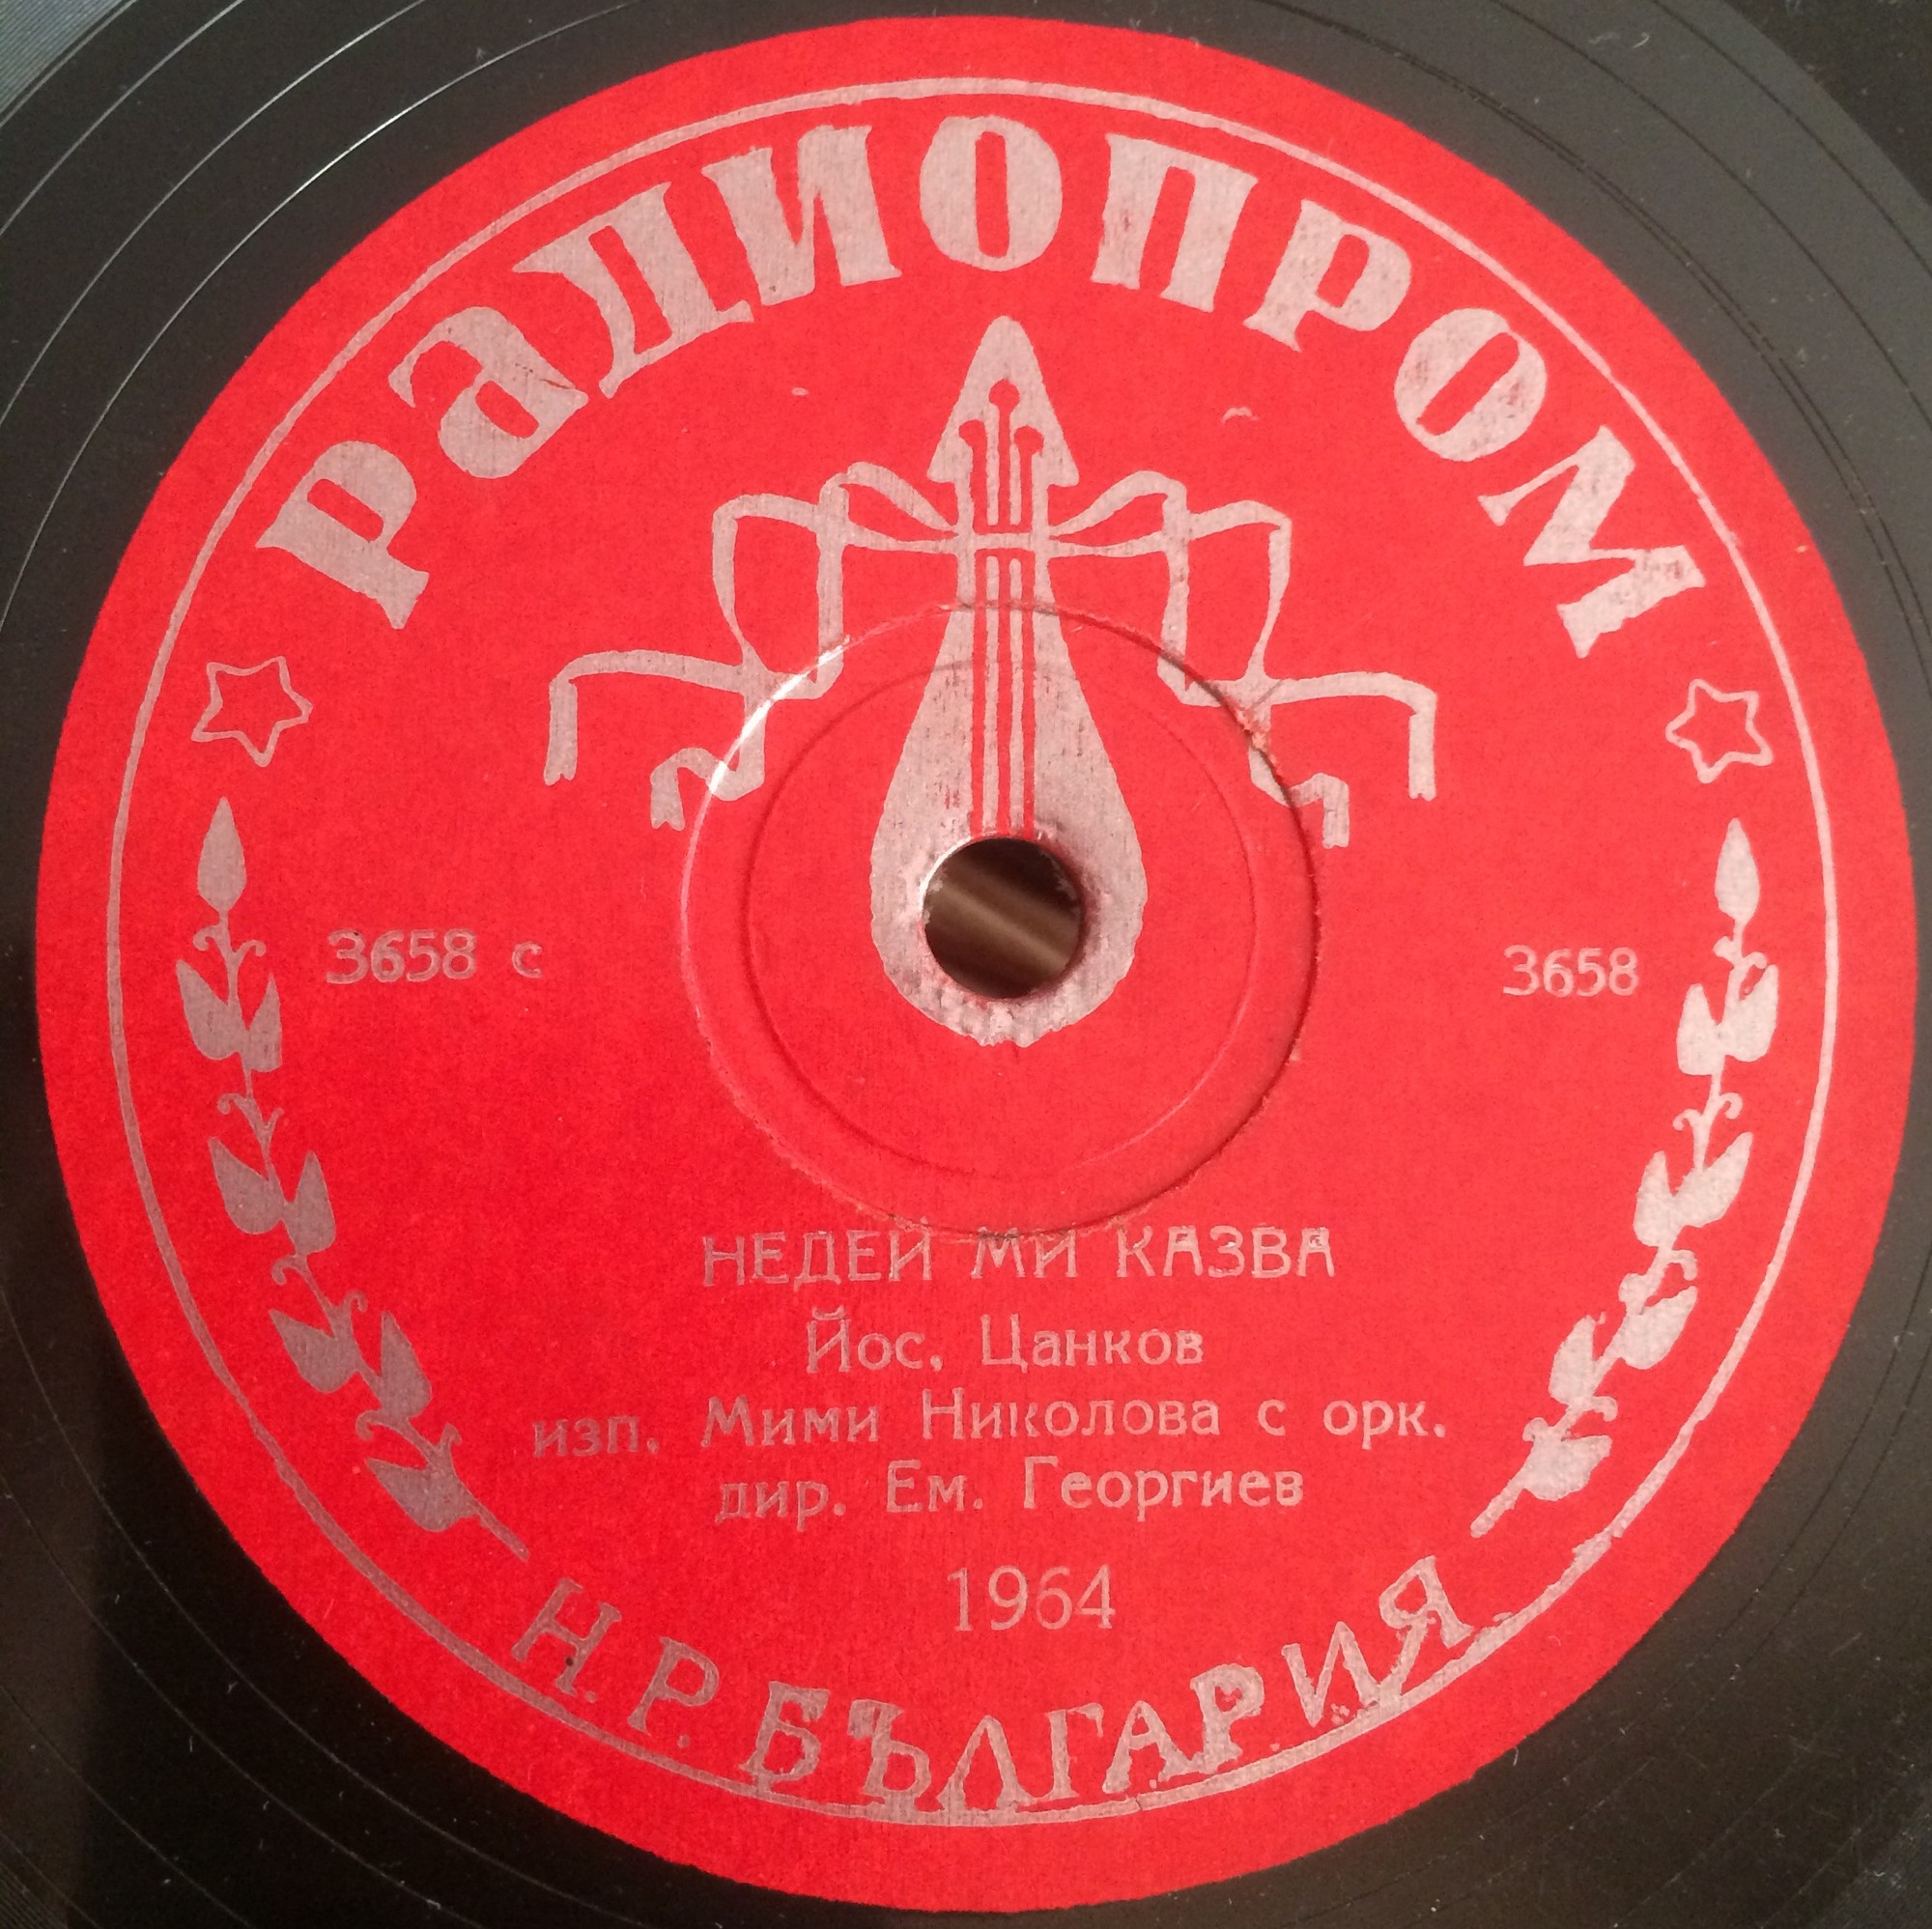 РАДИОПРОМ
3658 с
3658
НЕДЕЙ МИ КАЗВА
Йос. Цанков
изп. Мими Николова с орк.
дир. Ем. Георгиев
1964
Н.Р. БЪЛГАРИЯ